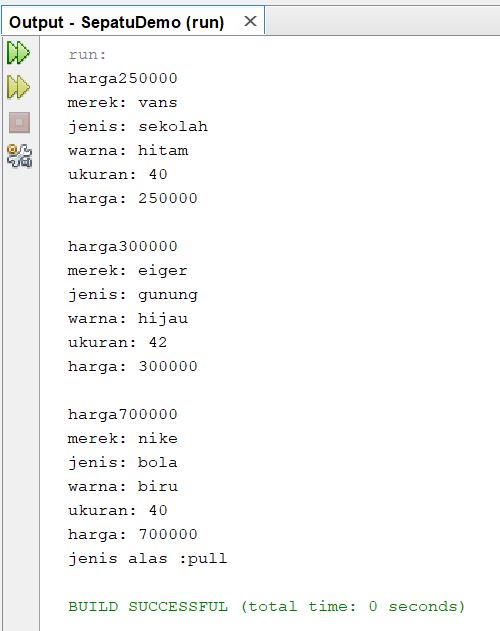 Output - SepatuDemo (run)
run:
harga250000
merek: vans
jenis: sekolah
warna: hitam
ukuran: 40
harga: 250000
harga300000
merek: eiger
jenis: gunung
warna: hijau
ukuran: 42
harga: 300000
harga700000
merek: nike
jenis: bola
warna: biru
ukuran: 40
harga: 700000
jenis alas :pull
BUILD SUCCESSFUL (total time: 0 seconds)